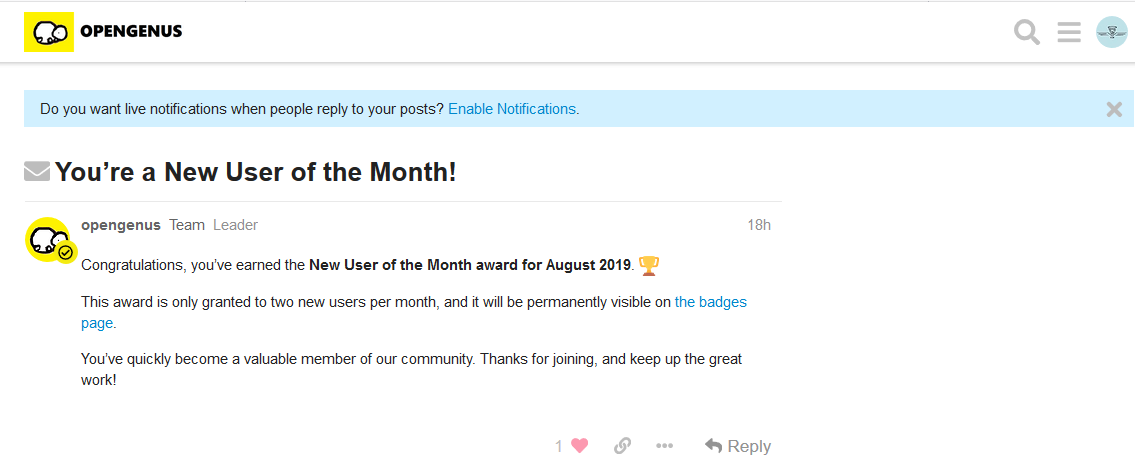 OPENGENUS
Do you want live notifications when people reply to your posts? Enable Notifications.
You’re a New User of the Month!
opengenus Team Leader 18h
Congratulations, you’ve earned the New User of the Month award for August 2019.
This award is only granted to two new users per month, and it will be permanently visible on the badges
page.
You’ve quickly become a valuable member of our community. Thanks for joining, and keep up the great
work!
1 Reply